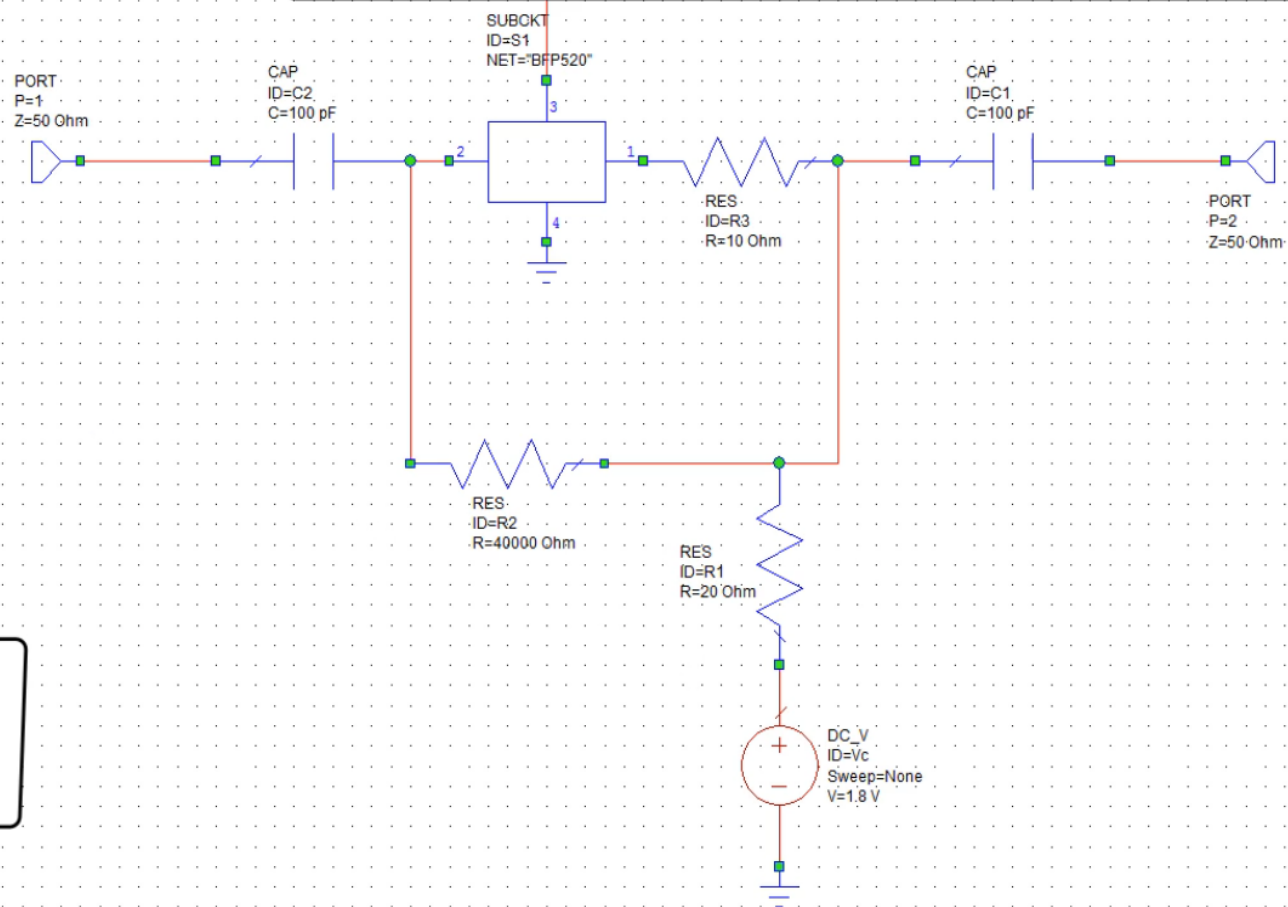 SUBCKT
ID=S1
NET="BFP520"
PORT
P=1
Z=50 Ohm
CAP
ID=C2
C=100 pF
CAP
ID=C1
C=100 pF
3
2
1
4
RES
ID=R3
R=10 Ohm
PORT
P=2
Z=50 Ohm
RES
ID=R2
R=40000 Ohm
RES
ID=R1
R=20 Ohm
+
−
DC_V
ID=Vc
Sweep=None
V=1.8 V